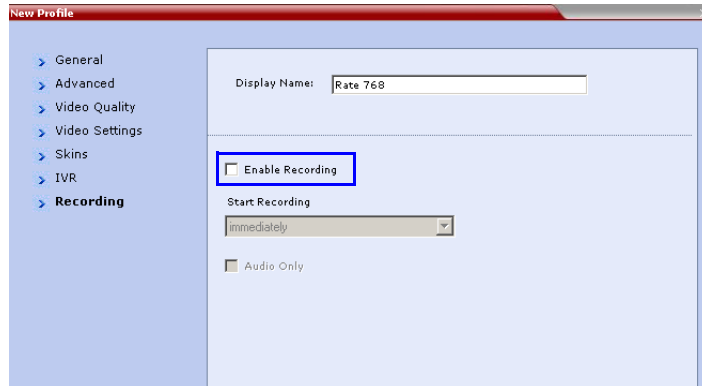 New Profile
General
Advanced
Video Quality
Video Settings
Skins
IVR
Recording
Display Name: Rate 768
Enable Recording
Start Recording
immediately
Audio Only